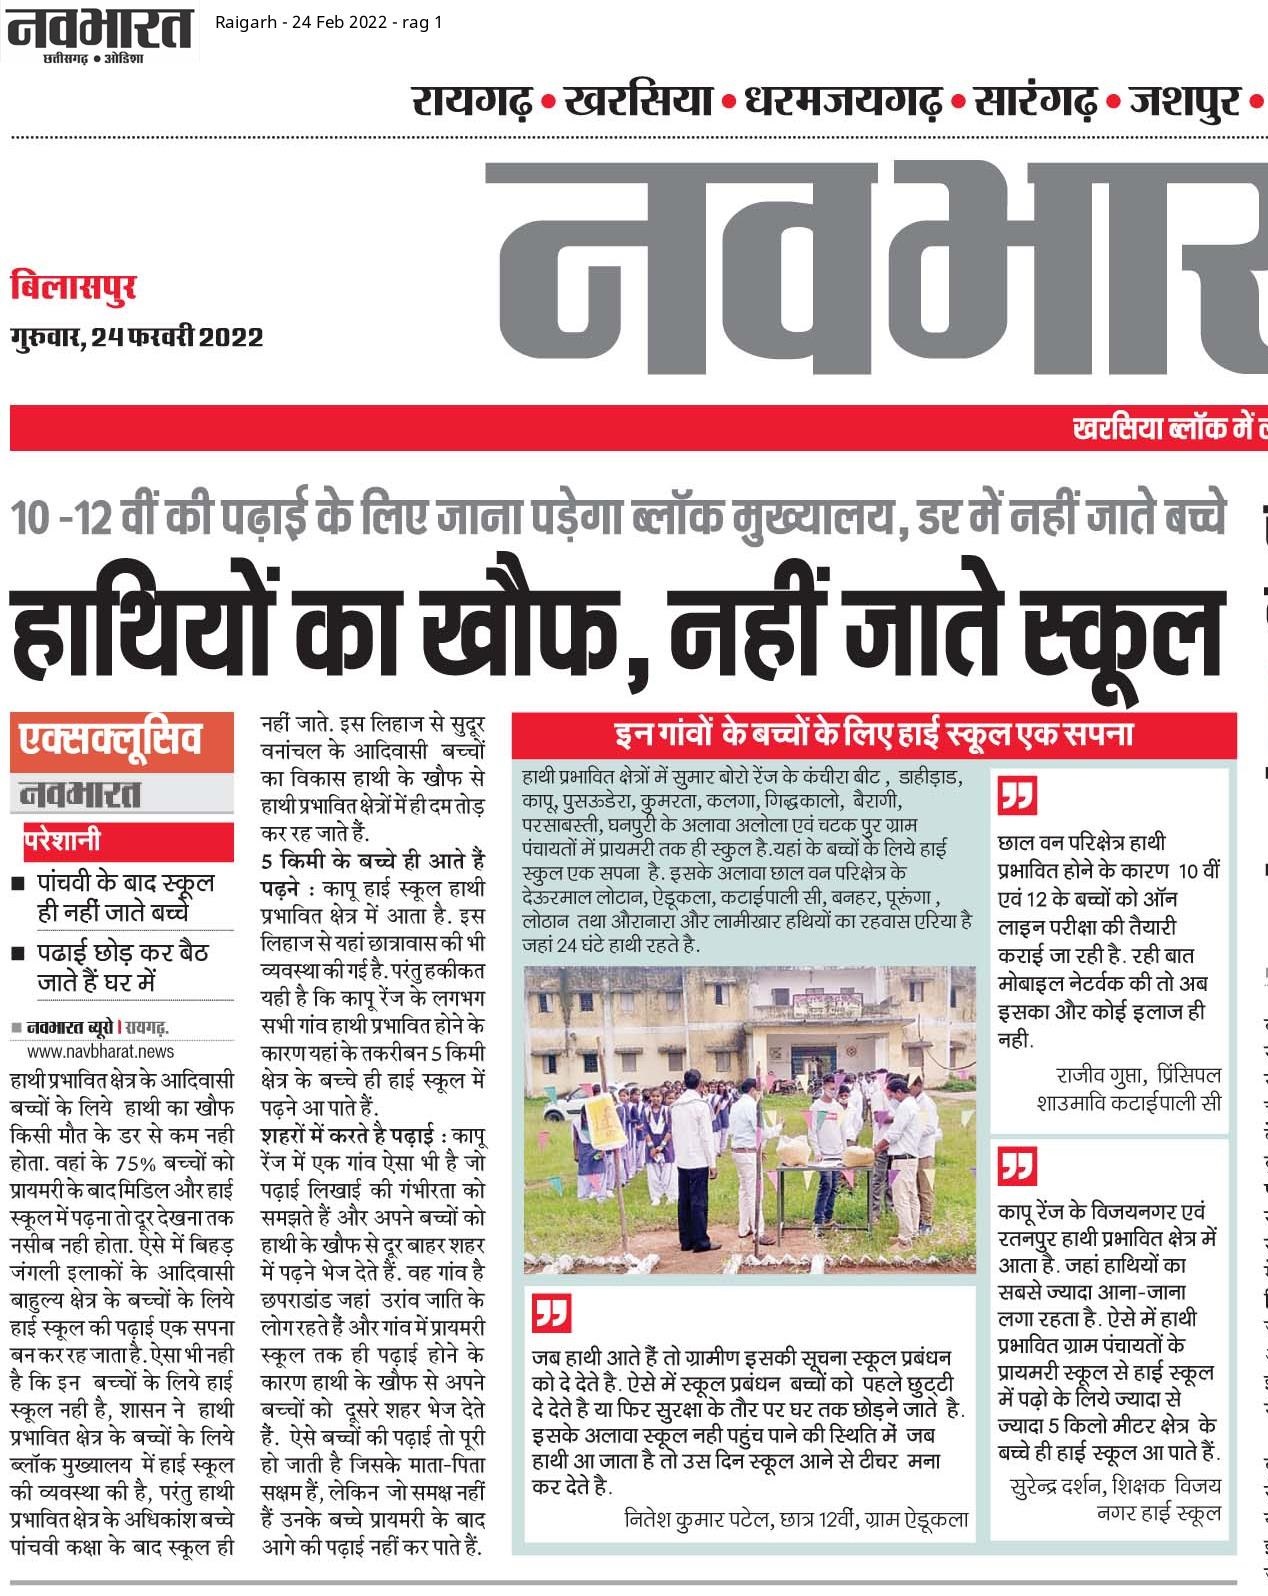 नवभारत
छत्तीसगढ़ • ओडिशा
Raigarh - 24 Feb 2022 - rag 1
रायगढ़ • खरसिया • धरमजयगढ़ • सारंगढ़ • जशपुर •
बिलासपुर
गुरुवार, 24 फरवरी 2022
खरसिया ब्लॉक में
10 -12 वीं की पढ़ाई के लिए जाना पड़ेगा ब्लॉक मुख्यालय, डर में नहीं जाते बच्चे
हाथियों का खौफ, नहीं जाते स्कूल
एक्सक्लूसिव
नवभारत
परेशानी
■ पांचवी के बाद स्कूल
ही नहीं जाते बच्चे
■ पढाई छोड़ कर बैठ
जाते हैं घर में
■ नवभारत ब्यूरो । रायगढ़.
www.navbharat.news
हाथी प्रभावित क्षेत्र के आदिवासी
बच्चों के लिये हाथी का खौफ
किसी मौत के डर से कम नही
होता. वहां के 75% बच्चों को
प्रायमरी के बाद मिडिल और हाई
स्कूल में पढ़ना तो दूर देखना तक
नसीब नही होता. ऐसे में बिहड़
जंगली इलाकों के आदिवासी
बाहुल्य क्षेत्र के बच्चों के लिये
हाई स्कूल की पढ़ाई एक सपना
बन कर रह जाता है. ऐसा भी नही
है कि इन बच्चों के लिये हाई
स्कूल नही है, शासन ने हाथी
प्रभावित क्षेत्र के बच्चों के लिये
ब्लॉक मुख्यालय में हाई स्कूल
की व्यवस्था की है, परंतु हाथी
प्रभावित क्षेत्र के अधिकांश बच्चे
पांचवी कक्षा के बाद स्कूल ही
नहीं जाते. इस लिहाज से सुदूर
वनांचल के आदिवासी बच्चों
का विकास हाथी के खौफ से
हाथी प्रभावित क्षेत्रों में ही दम तोड़
कर रह जाते हैं.
5 किमी के बच्चे ही आते हैं
पढ़ने : कापू हाई स्कूल हाथी
प्रभावित क्षेत्र में आता है. इस
लिहाज से यहां छात्रावास की भी
व्यवस्था की गई है. परंतु हकीकत
यही है कि कापू रेंज के लगभग
सभी गांव हाथी प्रभावित होने के
कारण यहां के तकरीबन 5 किमी
क्षेत्र के बच्चे ही हाई स्कूल में
पढ़ने आ पाते हैं.
शहरों में करते है पढ़ाई : कापू
रेंज में एक गांव ऐसा भी है जो
पढ़ाई लिखाई की गंभीरता को
समझते हैं और अपने बच्चों को
हाथी के खौफ से दूर बाहर शहर
में पढ़ने भेज देते हैं. वह गांव है
छपराडांड जहां उरांव जाति के
लोग रहते हैं और गांव में प्रायमरी
स्कूल तक ही पढ़ाई होने के
कारण हाथी के खौफ से अपने
बच्चों को दूसरे शहर भेज देते
हैं. ऐसे बच्चों की पढ़ाई तो पूरी
हो जाती है जिसके माता-पिता
सक्षम हैं, लेकिन जो समक्ष नहीं
हैं उनके बच्चे प्रायमरी के बाद
आगे की पढ़ाई नहीं कर पाते हैं.
इन गांवों के बच्चों के लिए हाई स्कूल एक सपना
हाथी प्रभावित क्षेत्रों में सुमार बोरो रेंज के कंचीरा बीट , डाहीड़ाड,
कापू, पुसऊडेरा, कुमरता, कलगा, गिद्धकालो, बैरागी,
परसाबस्ती, घनपुरी के अलावा अलोला एवं चटक पुर ग्राम
पंचायतों में प्रायमरी तक ही स्कुल है.यहां के बच्चों के लिये हाई
स्कुल एक सपना है. इसके अलावा छाल वन परिक्षेत्र के
देऊरमाल लोटान, ऐडूकला, कटाईपाली सी, बनहर, पूरूंगा ,
लोठान तथा औरानारा और लामीखार हथियों का रहवास एरिया है
जहां 24 घंटे हाथी रहते है.
जब हाथी आते हैं तो ग्रामीण इसकी सूचना स्कूल प्रबंधन
को दे देते है. ऐसे में स्कूल प्रबंधन बच्चों को पहले छुट्टी
दे देते है या फिर सुरक्षा के तौर पर घर तक छोड़ने जाते है.
इसके अलावा स्कूल नही पहुंच पाने की स्थिति में जब
हाथी आ जाता है तो उस दिन स्कूल आने से टीचर मना
कर देते है.
नितेश कुमार पटेल, छात्र 12वीं, ग्राम ऐडूकला
छाल वन परिक्षेत्र हाथी
प्रभावित होने के कारण 10 वीं
एवं 12 के बच्चों को ऑन
लाइन परीक्षा की तैयारी
कराई जा रही है. रही बात
मोबाइल नेटर्वक की तो अब
इसका और कोई इलाज ही
नही.
राजीव गुप्ता, प्रिंसिपल
शाउमावि कटाईपाली सी
कापू रेंज के विजयनगर एवं
रतनपुर हाथी प्रभावित क्षेत्र में
आता है. जहां हाथियों का
सबसे ज्यादा आना-जाना
लगा रहता है. ऐसे में हाथी
प्रभावित ग्राम पंचायतों के
प्रायमरी स्कूल से हाई स्कूल
में पढ़ो के लिये ज्यादा से
ज्यादा 5 किलो मीटर क्षेत्र के
बच्चे ही हाई स्कूल आ पाते हैं.
सुरेन्द्र दर्शन, शिक्षक विजय
नगर हाई स्कूल